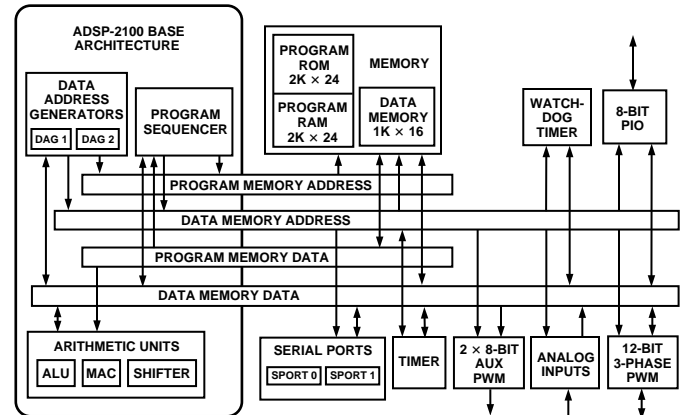 ADSP-2100 BASE
ARCHITECTURE
DATA
ADDRESS
GENERATORS
DAG 1
DAG 2
PROGRAM
SEQUENCER
PROGRAM
ROM
2K × 24
PROGRAM
RAM
2K × 24
MEMORY
DATA
MEMORY
1K × 16
WATCH-
DOG
TIMER
8-BIT
PIO
PROGRAM MEMORY ADDRESS
DATA MEMORY ADDRESS
PROGRAM MEMORY DATA
DATA MEMORY DATA
ARITHMETIC UNITS
ALU
MAC
SHIFTER
SERIAL PORTS
SPORT 0
SPORT 1
TIMER
2 × 8-BIT
AUX
PWM
ANALOG
INPUTS
12-BIT
3-PHASE
PWM